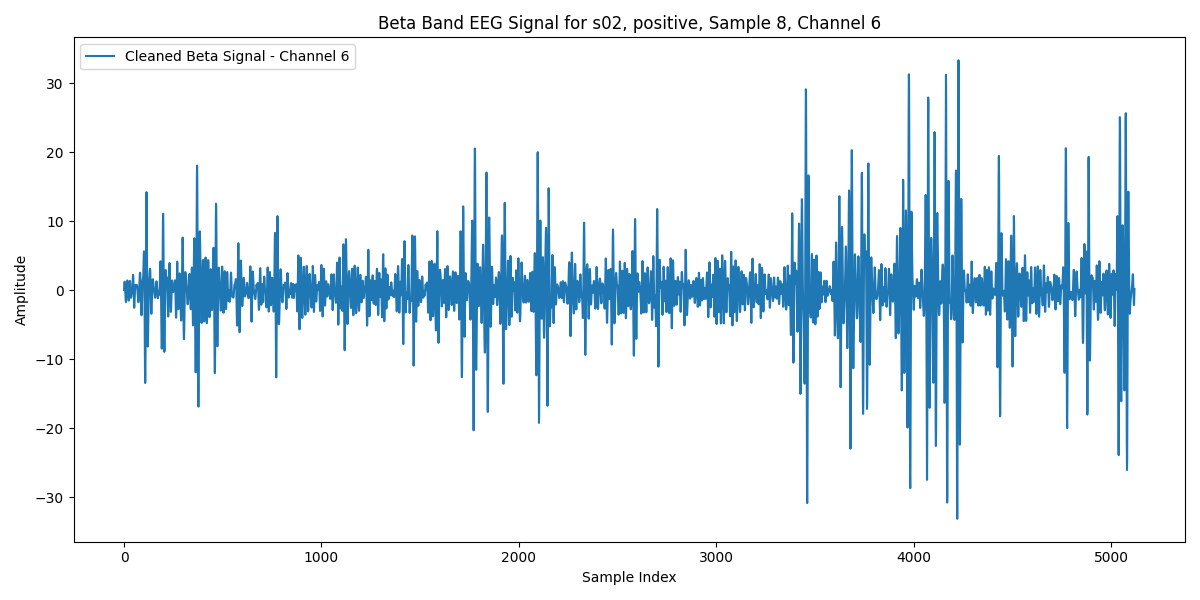 Beta Band EEG Signal for s02, positive, Sample 8, Channel 6
Cleaned Beta Signal - Channel 6
Amplitude
30
20
10
0
−10
−20
−30
0 1000 2000 3000 4000 5000
Sample Index